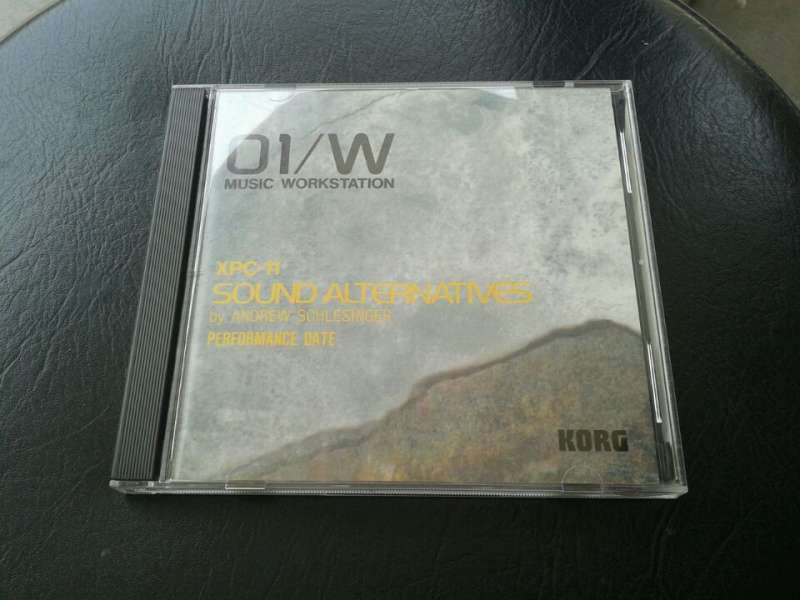 01/W
MUSIC WORKSTATION
XPC-11
SOUND ALTERNATIVES
by ANDREW SCHLESINGER
PERFORMANCE DATE
KORG